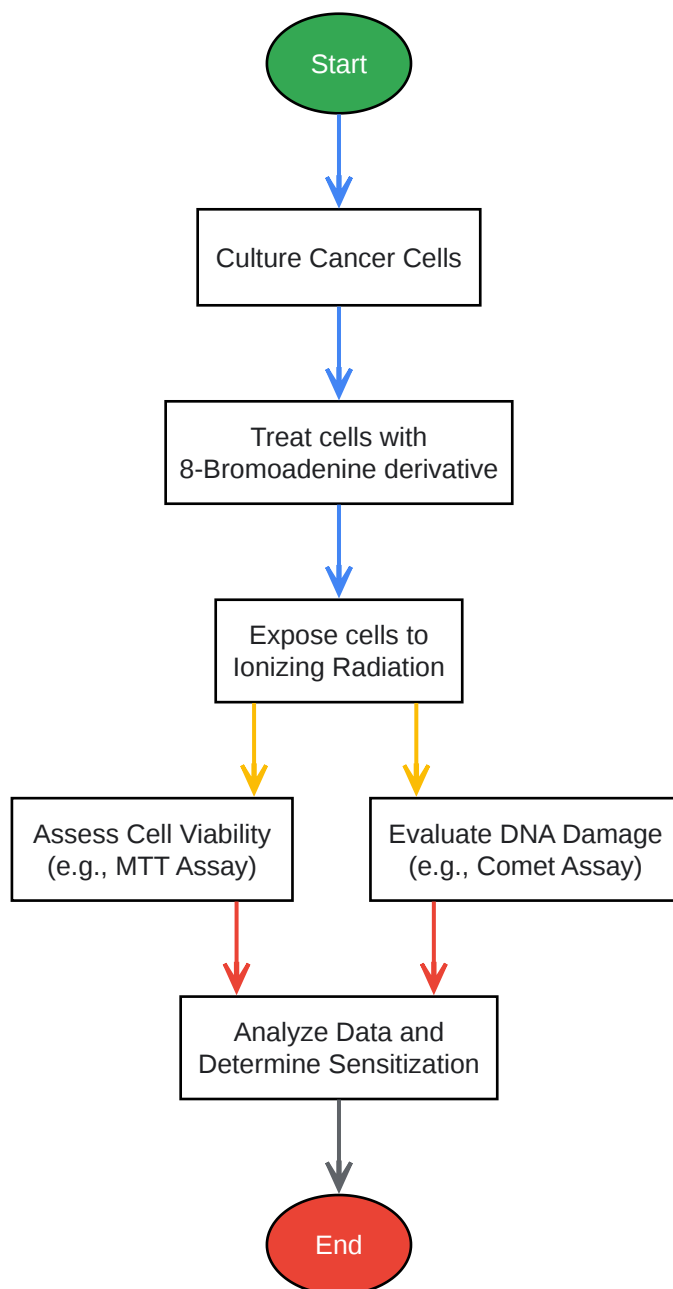 Start
Culture Cancer Cells
Treat cells with
8-Bromoadenine derivative
Expose cells to
Ionizing Radiation
Assess Cell Viability
(e.g., MTT Assay)
Evaluate DNA Damage
(e.g., Comet Assay)
Analyze Data and
Determine Sensitization
End